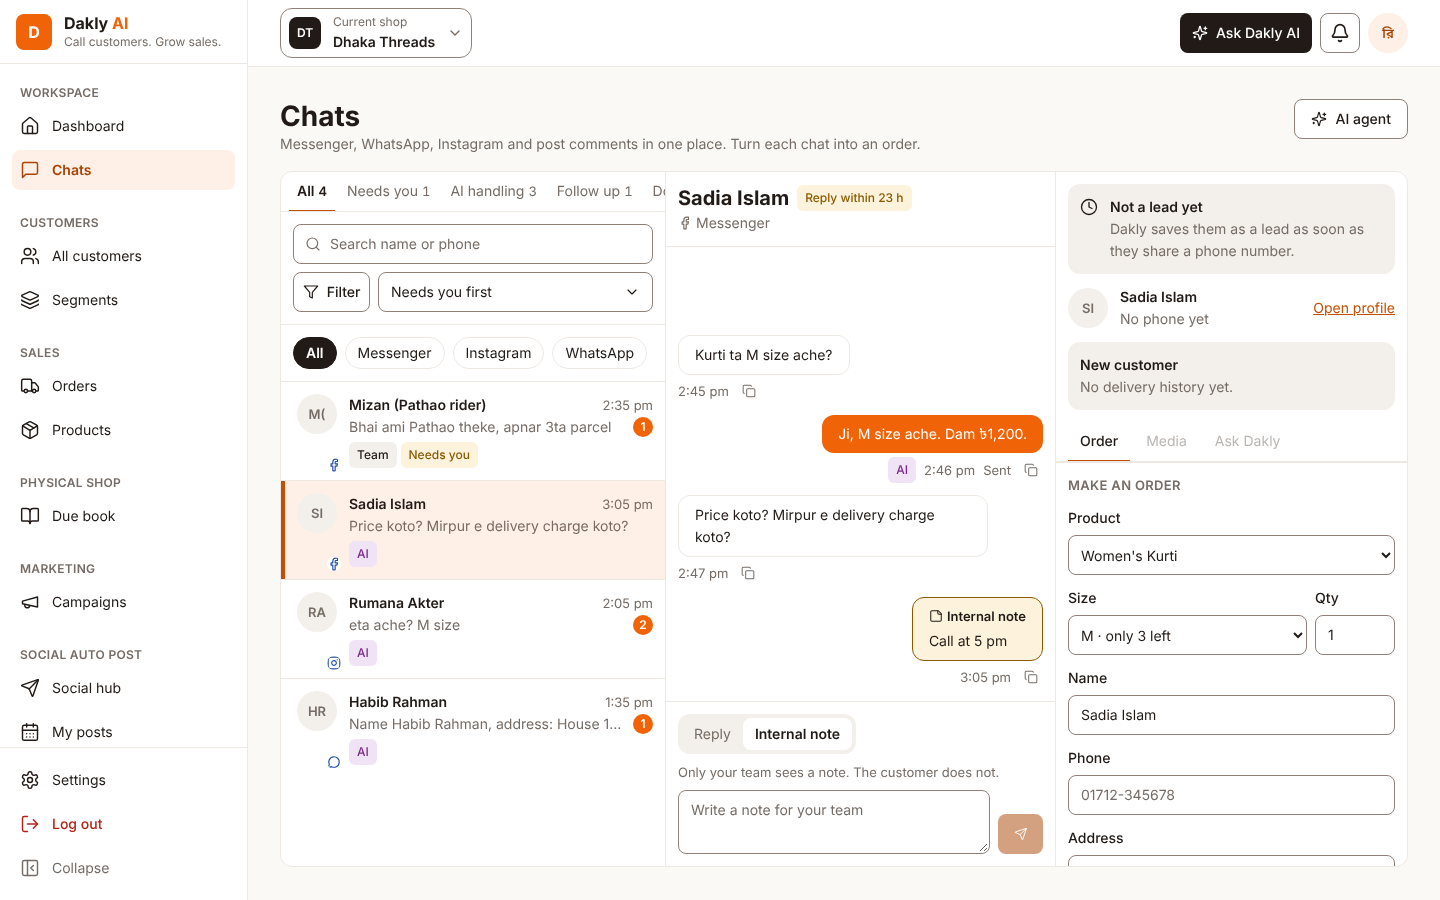 D
Dakly AI
Call customers. Grow sales.
WORKSPACE
Dashboard
Chats
CUSTOMERS
All customers
Segments
SALES
Orders
Products
PHYSICAL SHOP
Due book
MARKETING
Campaigns
SOCIAL AUTO POST
Social hub
My posts
Settings
Log out
Collapse
DT
Current shop
Dhaka Threads
Ask Dakly AI
রি
Chats
Messenger, WhatsApp, Instagram and post comments in one place. Turn each chat into an order.
AI agent
All 4
Needs you 1
AI handling 3
Follow up 1
Search name or phone
Filter
Needs you first
All
Messenger
Instagram
WhatsApp
M(
Mizan (Pathao rider)
2:35 pm
Bhai ami Pathao theke, apnar 3ta parcel
1
Team
Needs you
SI
Sadia Islam
3:05 pm
Price koto? Mirpur e delivery charge koto?
AI
RA
Rumana Akter
2:05 pm
eta ache? M size
2
AI
HR
Habib Rahman
1:35 pm
Name Habib Rahman, address: House 1...
1
AI
Sadia Islam
Reply within 23 h
Messenger
Kurti ta M size ache?
2:45 pm
Ji, M size ache. Dam ৳1,200.
AI
2:46 pm
Sent
Price koto? Mirpur e delivery charge
koto?
2:47 pm
Internal note
Call at 5 pm
3:05 pm
Reply
Internal note
Only your team sees a note. The customer does not.
Write a note for your team
Not a lead yet
Dakly saves them as a lead as soon as
they share a phone number.
SI
Sadia Islam
No phone yet
Open profile
New customer
No delivery history yet.
Order
Media
Ask Dakly
MAKE AN ORDER
Product
Women's Kurti
Size
Qty
M · only 3 left
1
Name
Sadia Islam
Phone
01712-345678
Address